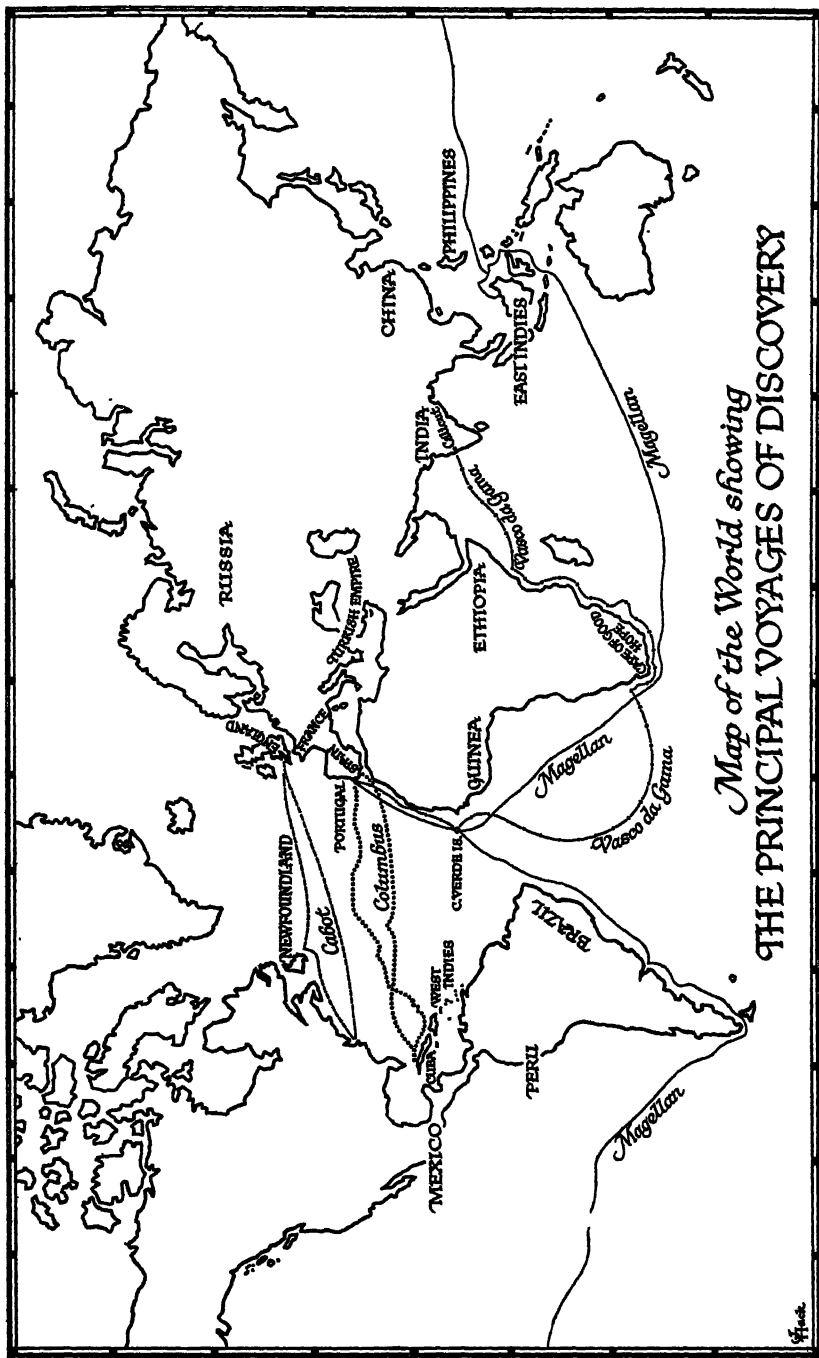 Map of the World showing
THE PRINCIPAL VOYAGES OF DISCOVERY
RUSSIA
ENGLAND
FRANCE
SPAIN
PORTUGAL
TURKISH EMPIRE
CHINA
PHILIPPINES
INDIA
Calicut
EAST INDIES
ETHIOPIA
GUINEA
CAPE OF GOOD
HOPE
C.VERDE IS.
NEWFOUNDLAND
Cabot
Columbus
WEST
INDIES
CUBA
MEXICO
PERU
BRAZIL
Magellan
Magellan
Magellan
Vasco da Gama
Vasco da Gama